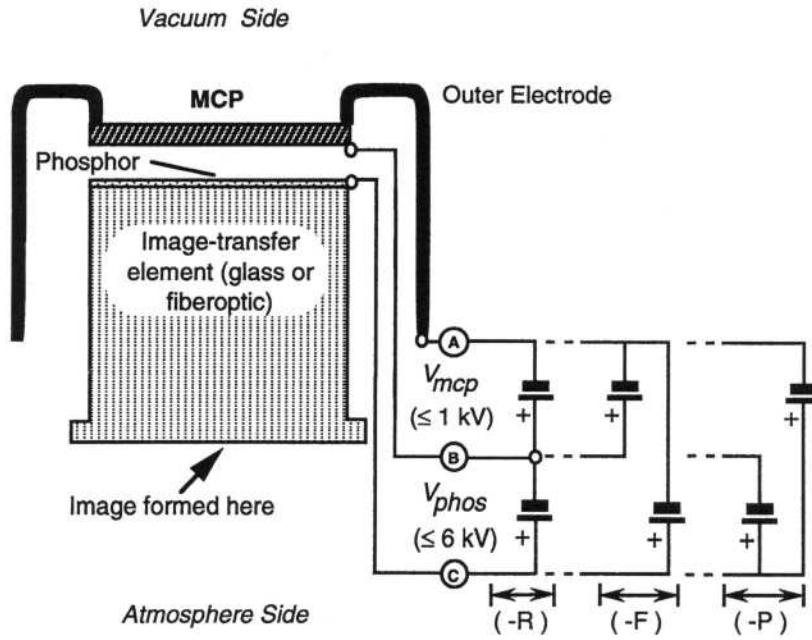 Vacuum Side
MCP
Outer Electrode
Phosphor
Image-transfer
element (glass or
fiberoptic)
A
Vmcp
(≤ 1 kV)
+
+
+
B
Image formed here
Vphos
(≤ 6 kV)
+
+
+
C
Atmosphere Side
( -R )
( -F )
( -P )